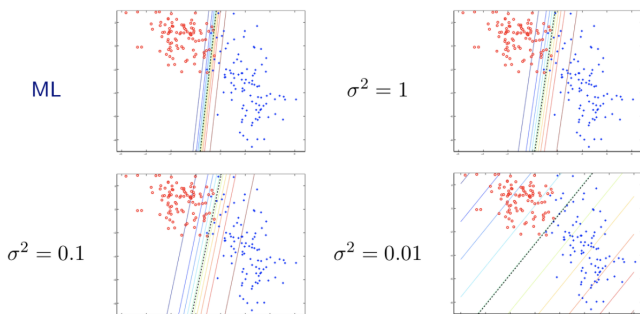 ML
σ² = 1
σ² = 0.1
σ² = 0.01